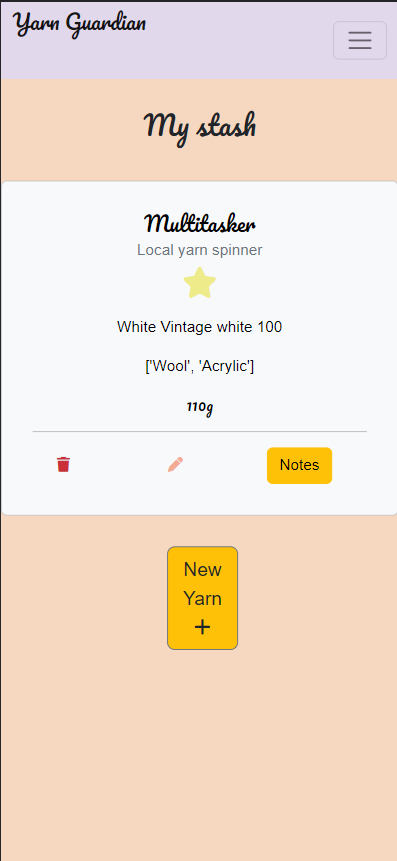 Yarn Guardian
My stash
Multitasker
Local yarn spinner
White Vintage white 100
['Wool', 'Acrylic']
110g
Notes
New
Yarn
+